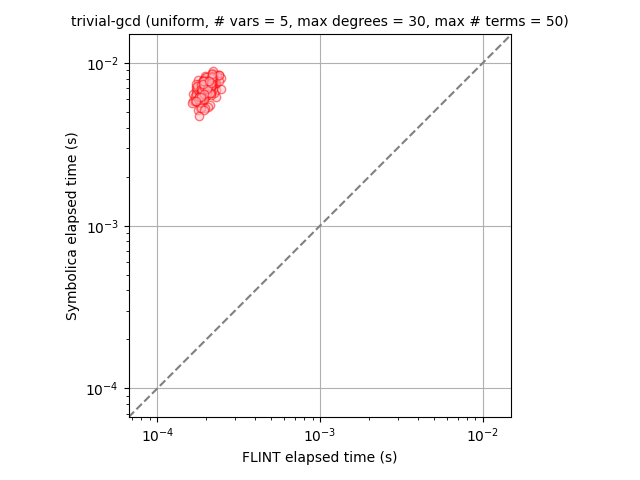 trivial-gcd (uniform, # vars = 5, max degrees = 30, max # terms = 50)
10⁻²
10⁻³
10⁻⁴
Symbolica elapsed time (s)
10⁻⁴ 10⁻³ 10⁻²
FLINT elapsed time (s)